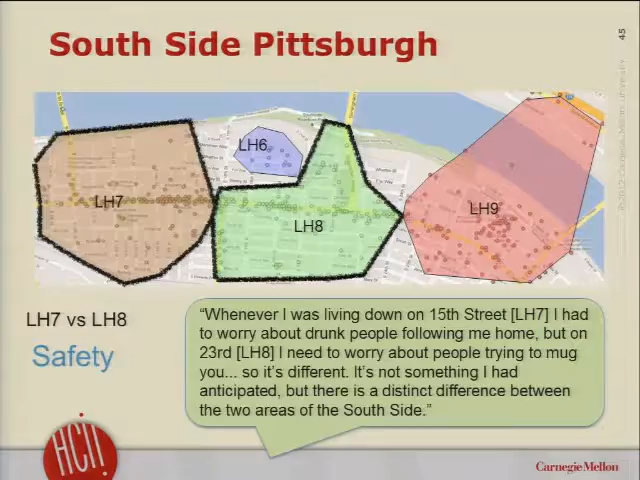 South Side Pittsburgh
45
LH6
LH7
LH8
LH9
LH7 vs LH8
Safety
“Whenever I was living down on 15th Street [LH7] I had
to worry about drunk people following me home, but on
23rd [LH8] I need to worry about people trying to mug
you... so it’s different. It’s not something I had
anticipated, but there is a distinct difference between
the two areas of the South Side.”
HCII
Carnegie Mellon